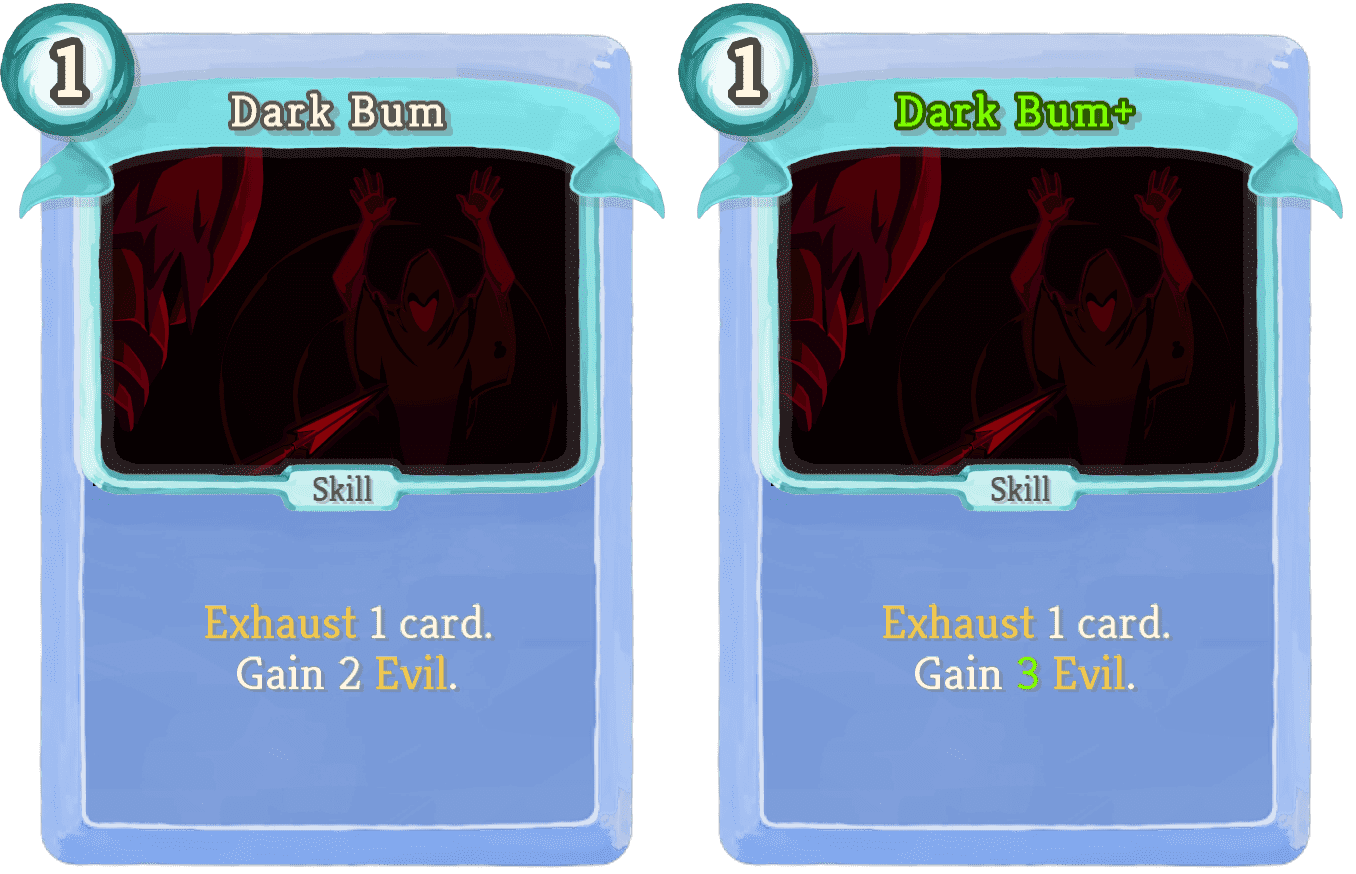 1
Dark Bum
Skill
Exhaust 1 card.
Gain 2 Evil.
1
Dark Bum+
Skill
Exhaust 1 card.
Gain 3 Evil.